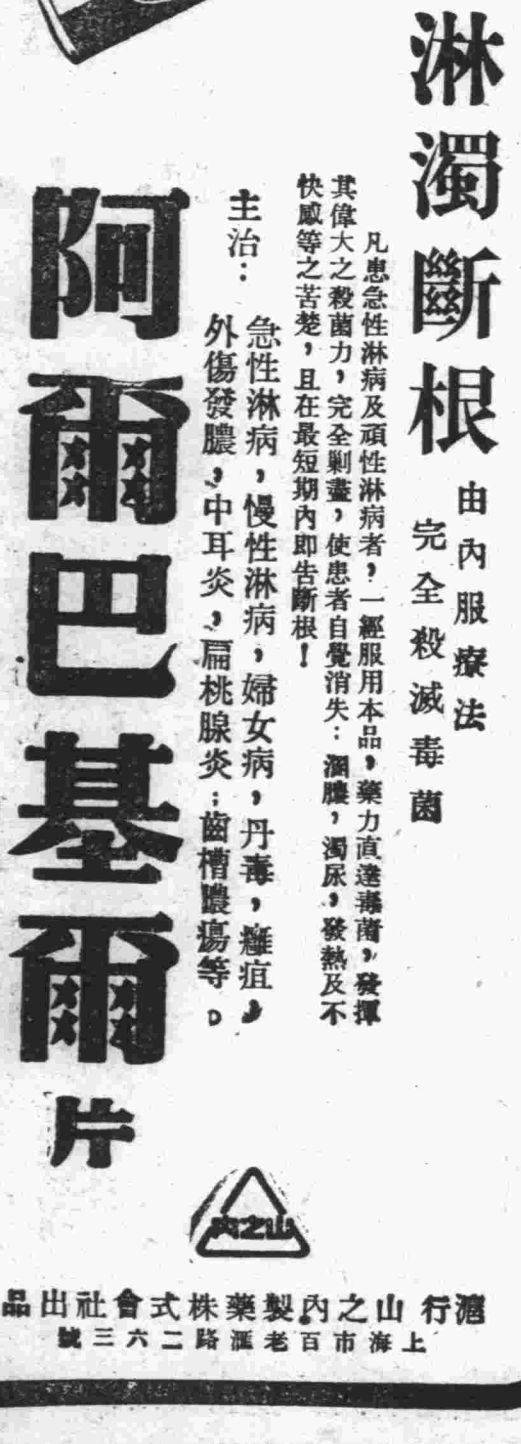 淋濁斷根
由內服療法
完全殺滅毒菌
凡患急性淋病及頑性淋病者，一經服用本品，藥力直達毒菌，發揮
其偉大之殺菌力，完全剿盡，使患者自覺消失：溷膿，濁尿，發熱及不
快感等之苦楚，且在最短期內即告斷根！
主治：
急性淋病，慢性淋病，婦女病，丹毒，癰疽，
外傷發膿，中耳炎，扁桃腺炎；齒槽膿瘍等。
阿爾巴基爾片
山之內
滬行 山之內製藥株式會社出品
上海市百老滙路二六三號